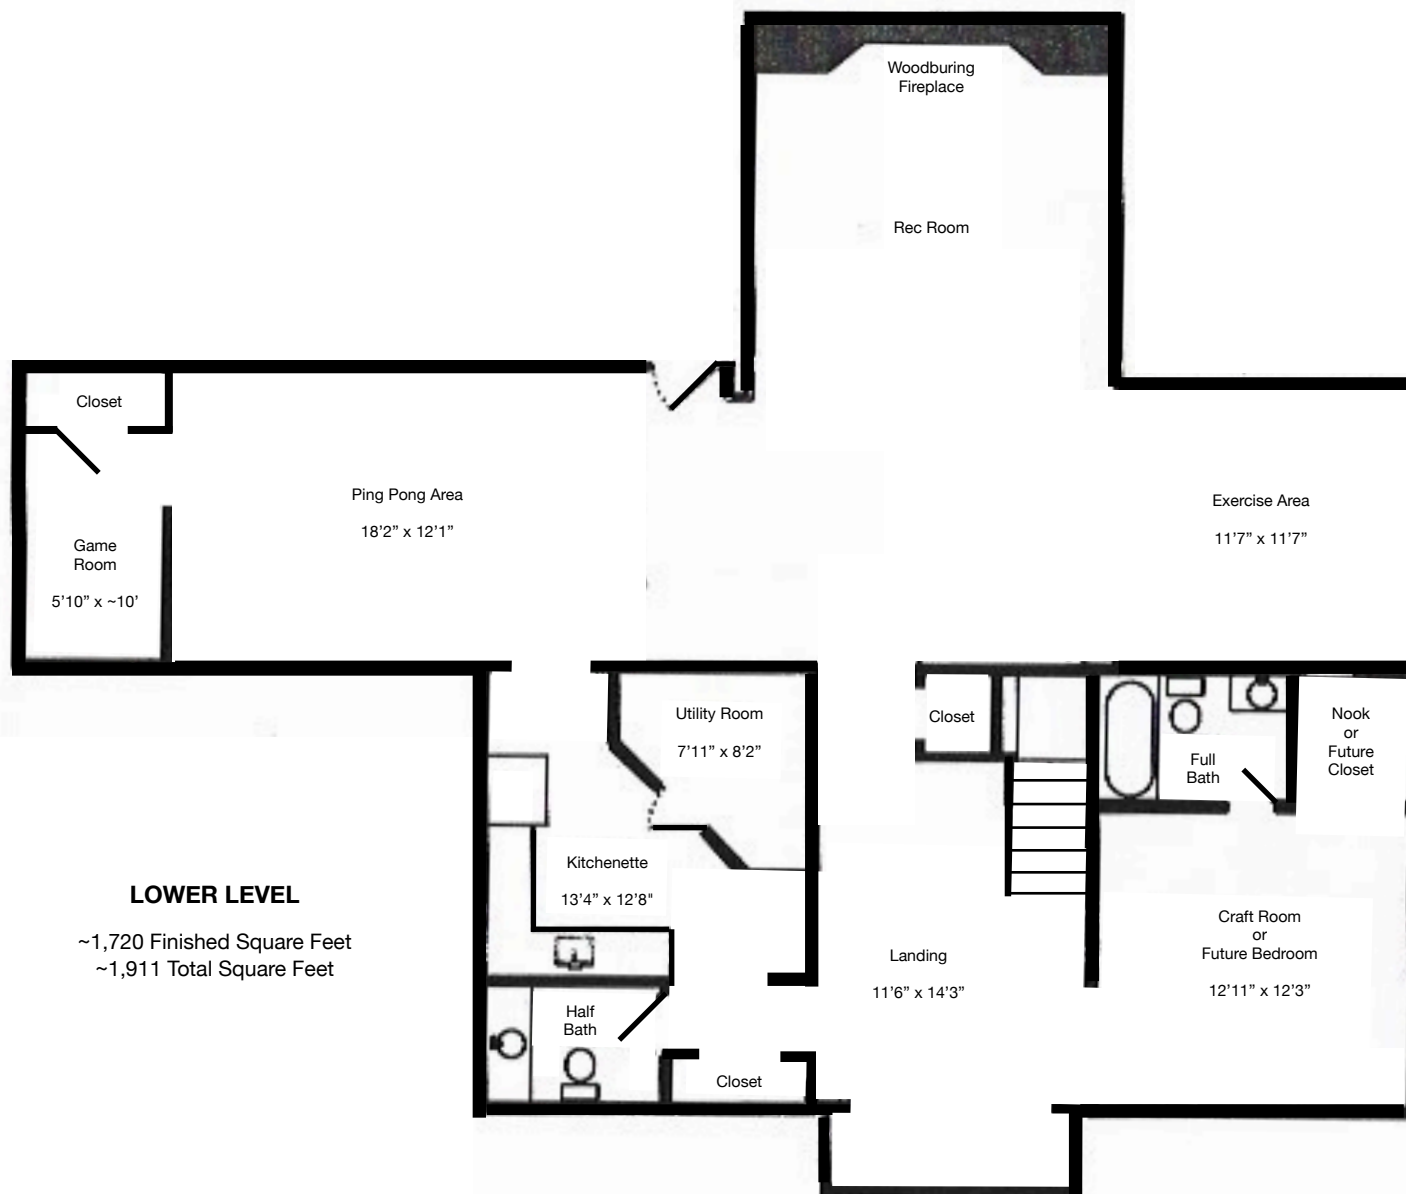 Woodburing
Fireplace
Rec Room
Closet
Ping Pong Area
18’2” x 12’1”
Exercise Area
11’7” x 11’7”
Game
Room
5’10” x ~10’
Utility Room
7’11” x 8’2”
Closet
Full
Bath
Nook
or
Future
Closet
Kitchenette
13’4” x 12’8"
LOWER LEVEL
~1,720 Finished Square Feet
~1,911 Total Square Feet
Landing
11’6” x 14’3”
Craft Room
or
Future Bedroom
12’11” x 12’3”
Half
Bath
Closet